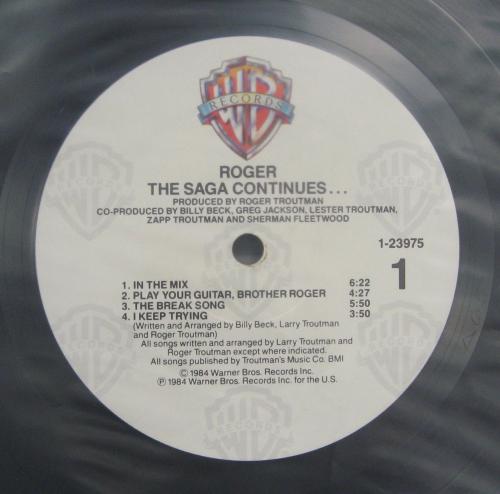 WB
RECORDS
ROGER
THE SAGA CONTINUES...
PRODUCED BY ROGER TROUTMAN
CO-PRODUCED BY BILLY BECK, GREG JACKSON, LESTER TROUTMAN,
ZAPP TROUTMAN AND SHERMAN FLEETWOOD
1-23975
1
1. IN THE MIX 6:22
2. PLAY YOUR GUITAR, BROTHER ROGER 4:27
3. THE BREAK SONG 5:50
4. I KEEP TRYING 3:50
(Written and Arranged by Billy Beck, Larry Troutman
and Roger Troutman)
All songs written and arranged by Larry Troutman and
Roger Troutman except where indicated.
All songs published by Troutman's Music Co. BMI
© 1984 Warner Bros. Records Inc.
℗ 1984 Warner Bros. Records Inc. for the U.S.